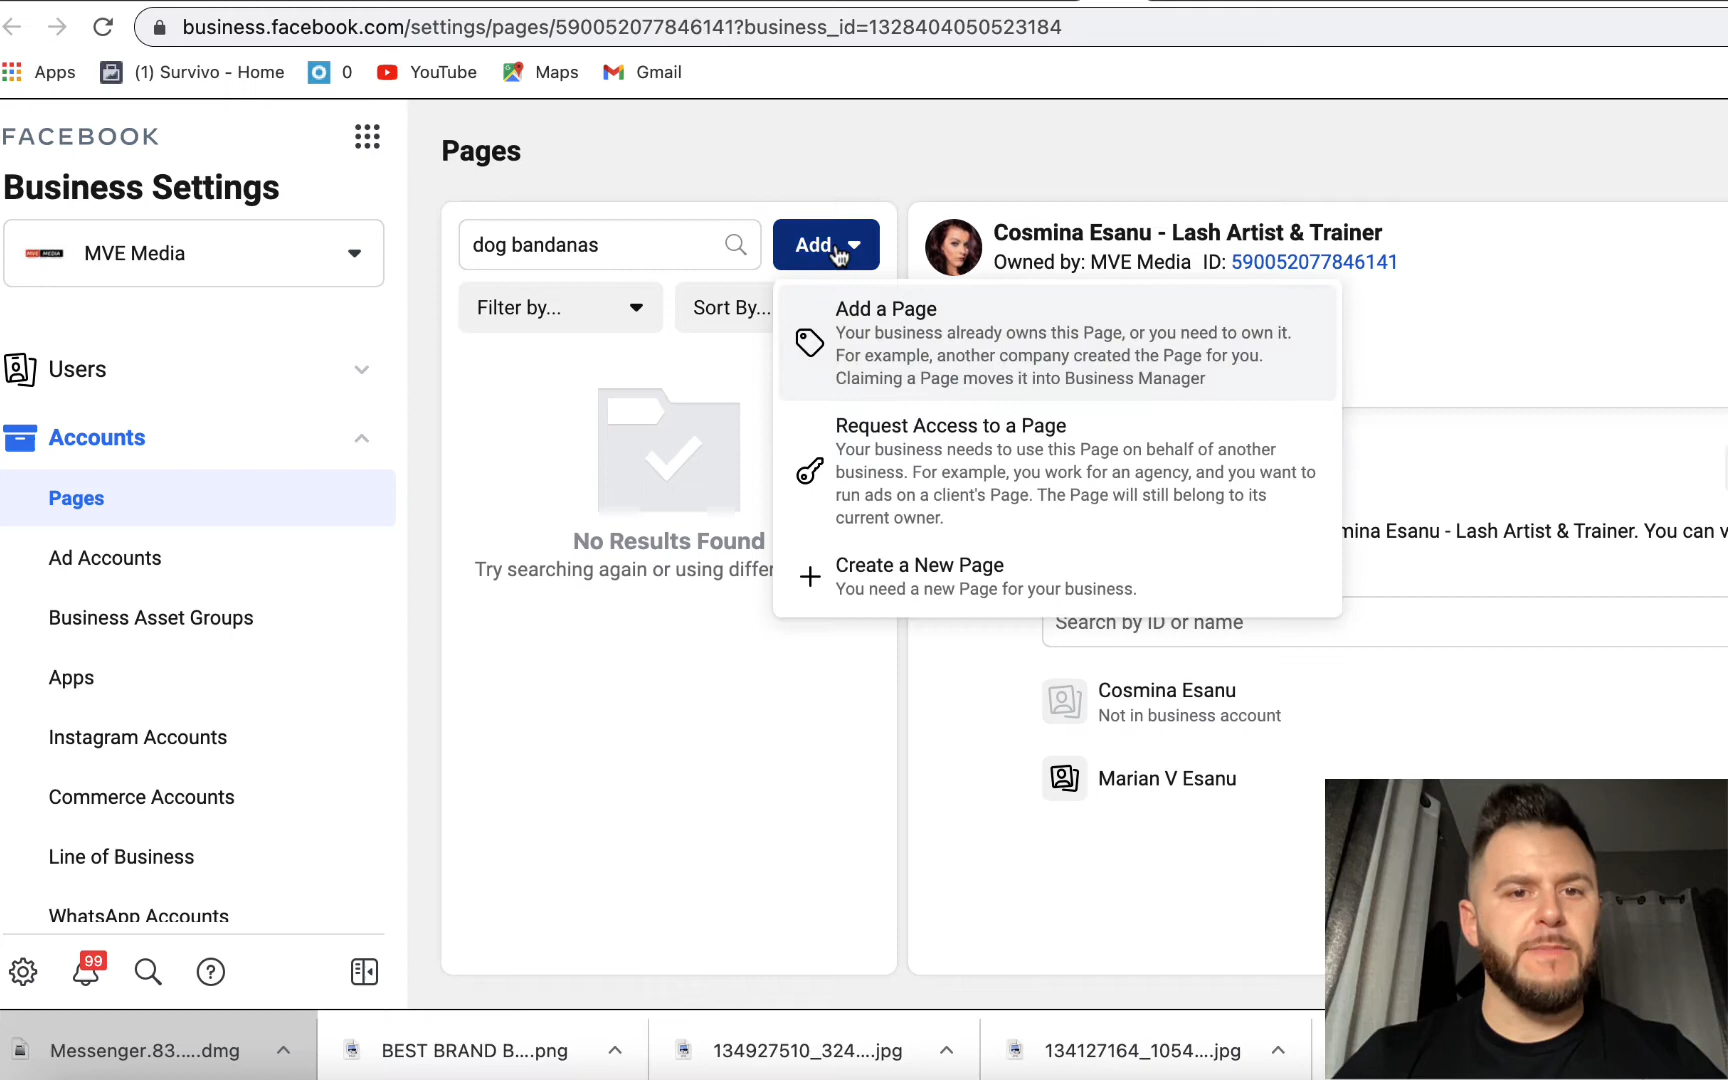 business.facebook.com/settings/pages/590052077846141?business_id=1328404050523184
Apps
(1) Survivo - Home
0
YouTube
Maps
Gmail
FACEBOOK
Business Settings
MVE Media
Users
Accounts
Pages
Ad Accounts
Business Asset Groups
Apps
Instagram Accounts
Commerce Accounts
Line of Business
WhatsApp Accounts
99
Pages
dog bandanas
Add
Filter by...
Sort By...
No Results Found
Try searching again or using differ
Add a Page
Your business already owns this Page, or you need to own it.
For example, another company created the Page for you.
Claiming a Page moves it into Business Manager
Request Access to a Page
Your business needs to use this Page on behalf of another
business. For example, you work for an agency, and you want to
run ads on a client's Page. The Page will still belong to its
current owner.
Create a New Page
You need a new Page for your business.
Cosmina Esanu - Lash Artist & Trainer
Owned by: MVE Media ID: 590052077846141
mina Esanu - Lash Artist & Trainer. You can v
Search by ID or name
Cosmina Esanu
Not in business account
Marian V Esanu
Messenger.83.....dmg
BEST BRAND B....png
134927510_324....jpg
134127164_1054....jpg